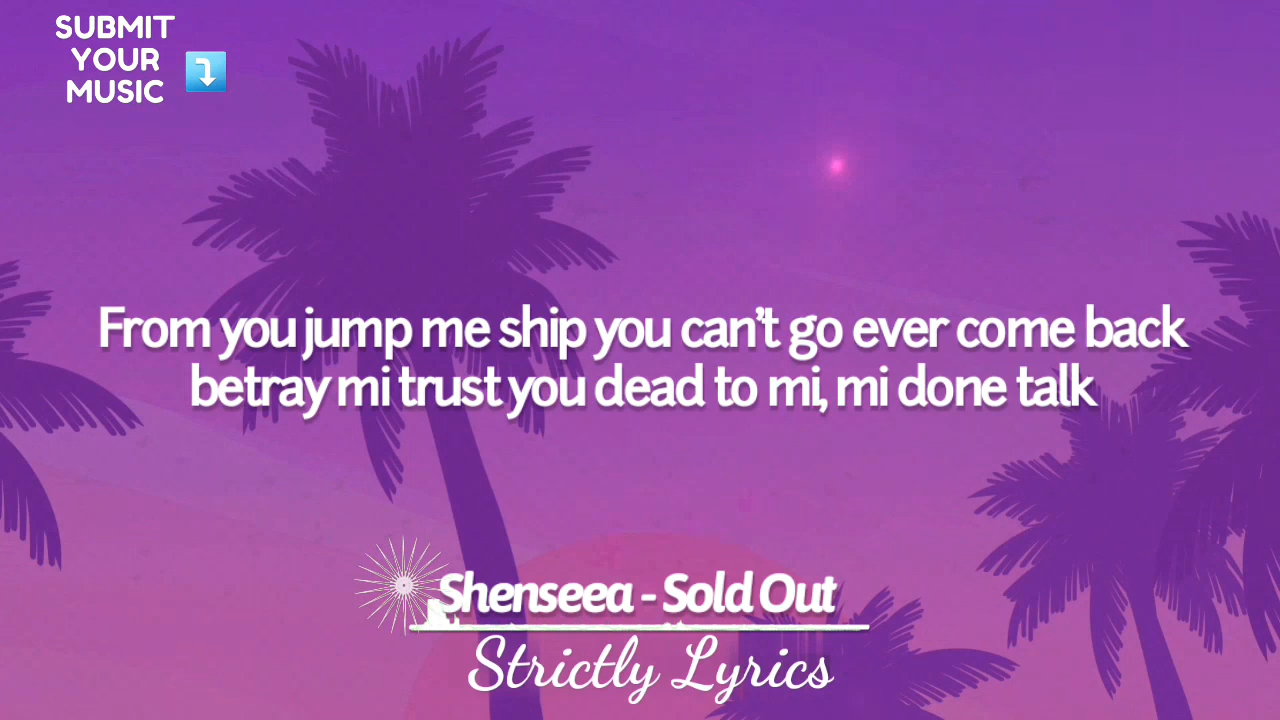 SUBMIT
YOUR
MUSIC
From you jump me ship you can't go ever come back
betray mi trust you dead to mi, mi done talk
Shenseea - Sold Out
Strictly Lyrics